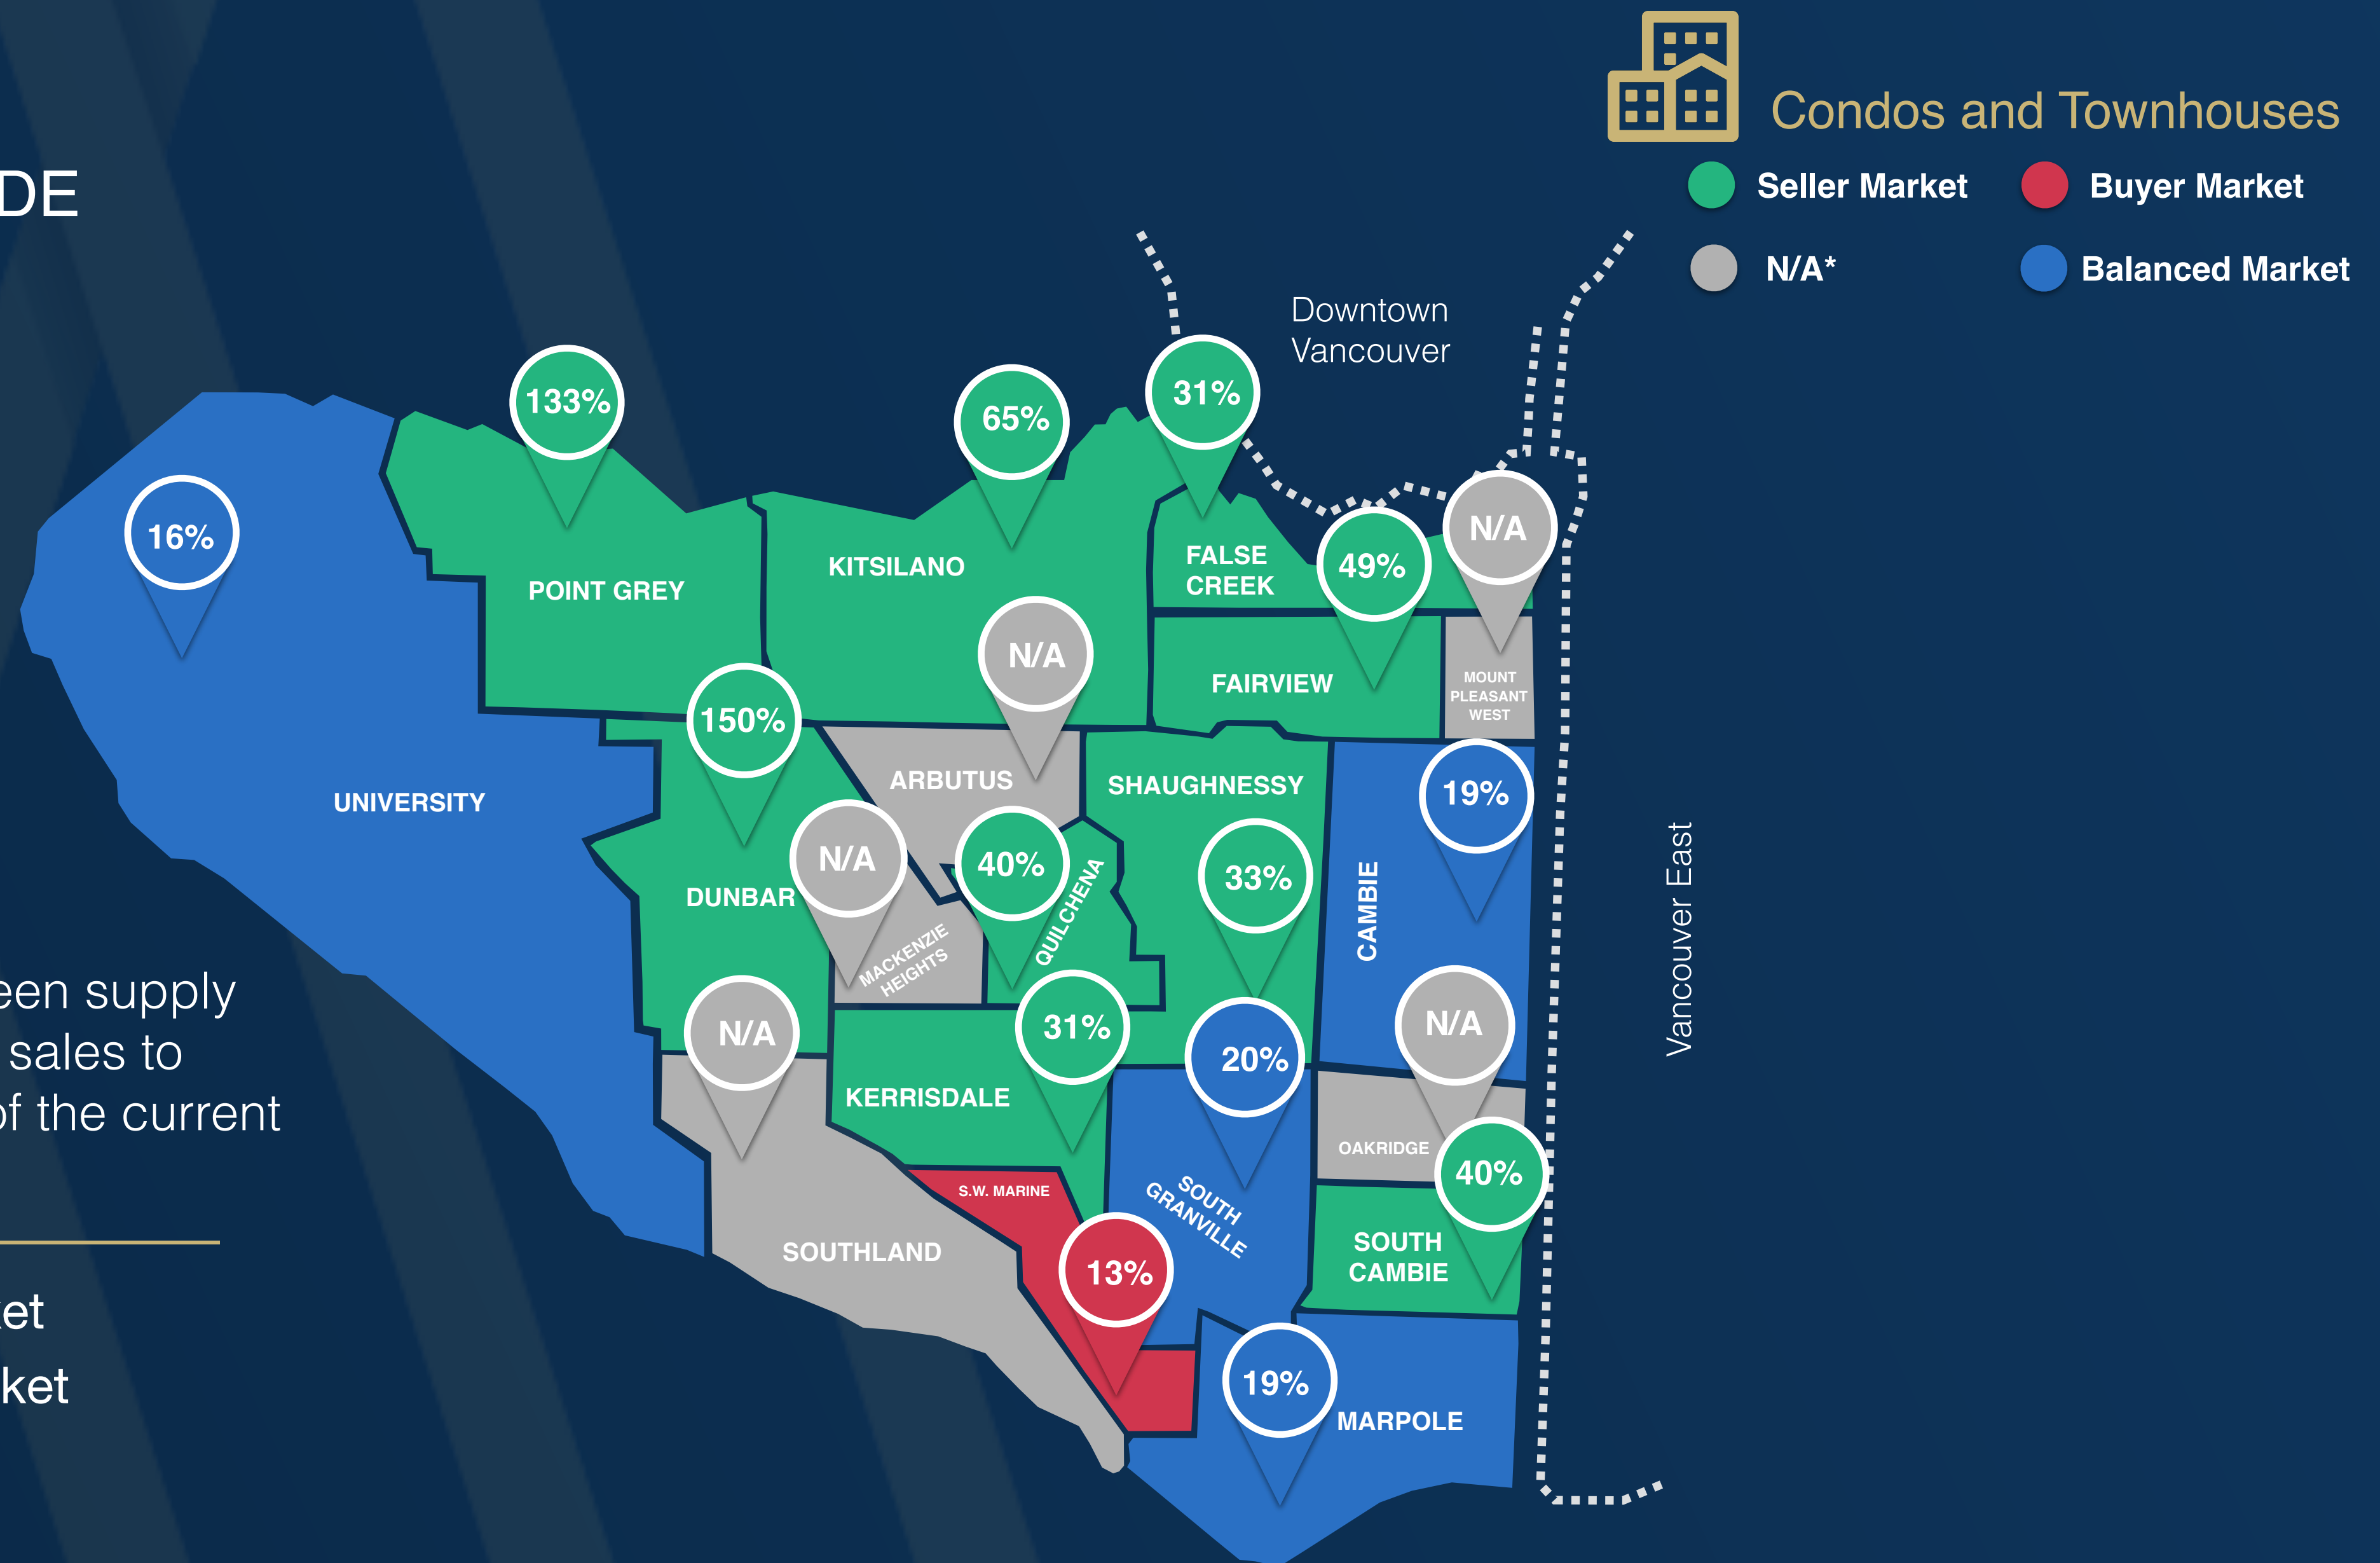 Condos and Townhouses
Seller Market
Buyer Market
N/A*
Balanced Market
DE
Downtown
Vancouver
133%
65%
31%
16%
49%
N/A
POINT GREY
KITSILANO
FALSE
CREEK
N/A
FAIRVIEW
MOUNT
PLEASANT
WEST
150%
UNIVERSITY
ARBUTUS
SHAUGHNESSY
19%
DUNBAR
N/A
40%
QUILCHENA
33%
CAMBIE
Vancouver East
MACKENZIE
HEIGHTS
N/A
31%
20%
N/A
KERRISDALE
OAKRIDGE
40%
S.W. MARINE
SOUTH
GRANVILLE
SOUTHLAND
13%
SOUTH
CAMBIE
19%
MARPOLE
een supply
sales to
of the current
ket
ket